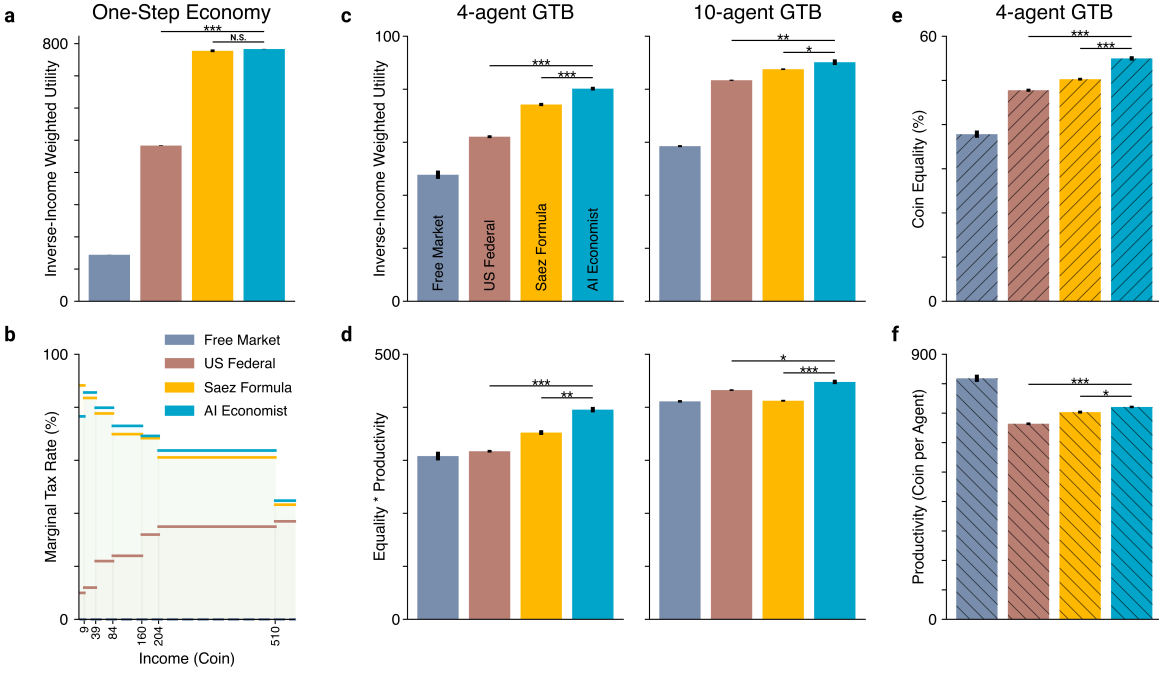 a
One-Step Economy
Inverse-Income Weighted Utility
800
0
***
N.S.
b
Marginal Tax Rate (%)
100
0
Free Market
US Federal
Saez Formula
AI Economist
9
39
84
160
204
510
Income (Coin)
c
4-agent GTB
Inverse-Income Weighted Utility
100
0
***
***
Free Market
US Federal
Saez Formula
AI Economist
10-agent GTB
**
*
d
Equality * Productivity
500
0
***
**
*
***
e
4-agent GTB
Coin Equality (%)
60
0
***
***
f
Productivity (Coin per Agent)
900
0
***
*